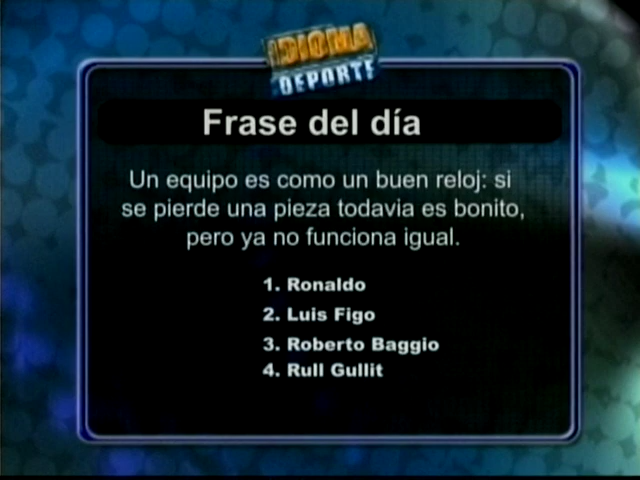 IDIOMA
DEPORTE
Frase del día
Un equipo es como un buen reloj: si
se pierde una pieza todavia es bonito,
pero ya no funciona igual.
1. Ronaldo
2. Luis Figo
3. Roberto Baggio
4. Rull Gullit